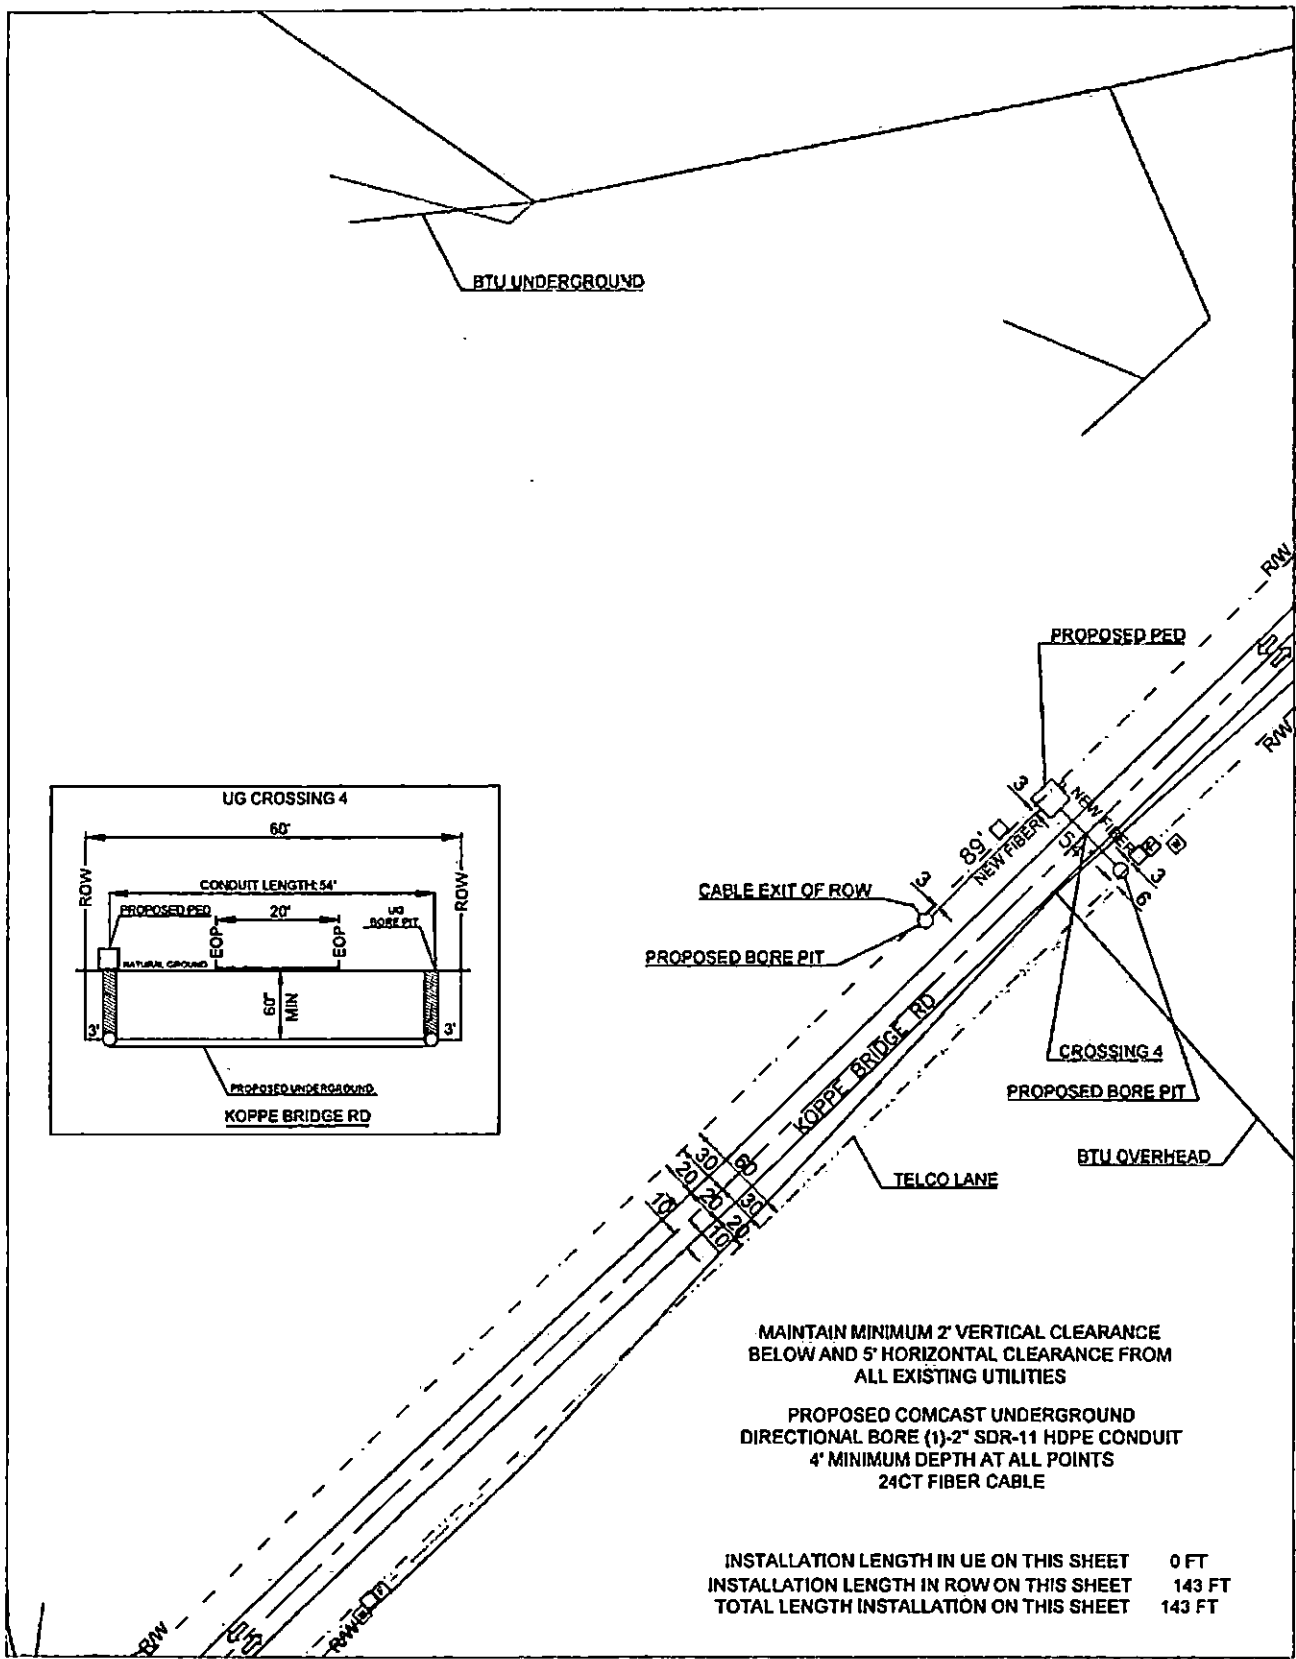 BTU UNDERGROUND
R/W
PROPOSED PED
R/W
3'
NEW FIBER
89'
NEW FIBER
54'
3
6
3'
CABLE EXIT OF ROW
PROPOSED BORE PIT
KOPPE BRIDGE RD
CROSSING 4
PROPOSED BORE PIT
BTU OVERHEAD
TELCO LANE
UG CROSSING 4
60'
ROW
ROW
CONDUIT LENGTH: 54'
PROPOSED PED
20'
UG
BORE PIT
EOP
EOP
NATURAL GROUND
60"
MIN
3'
3'
PROPOSED UNDERGROUND
KOPPE BRIDGE RD
30
60
20
20
30
10
20
10
MAINTAIN MINIMUM 2' VERTICAL CLEARANCE
BELOW AND 5' HORIZONTAL CLEARANCE FROM
ALL EXISTING UTILITIES
PROPOSED COMCAST UNDERGROUND
DIRECTIONAL BORE (1)-2" SDR-11 HDPE CONDUIT
4' MINIMUM DEPTH AT ALL POINTS
24CT FIBER CABLE
INSTALLATION LENGTH IN UE ON THIS SHEET 0 FT
INSTALLATION LENGTH IN ROW ON THIS SHEET 143 FT
TOTAL LENGTH INSTALLATION ON THIS SHEET 143 FT
R/W
R/W